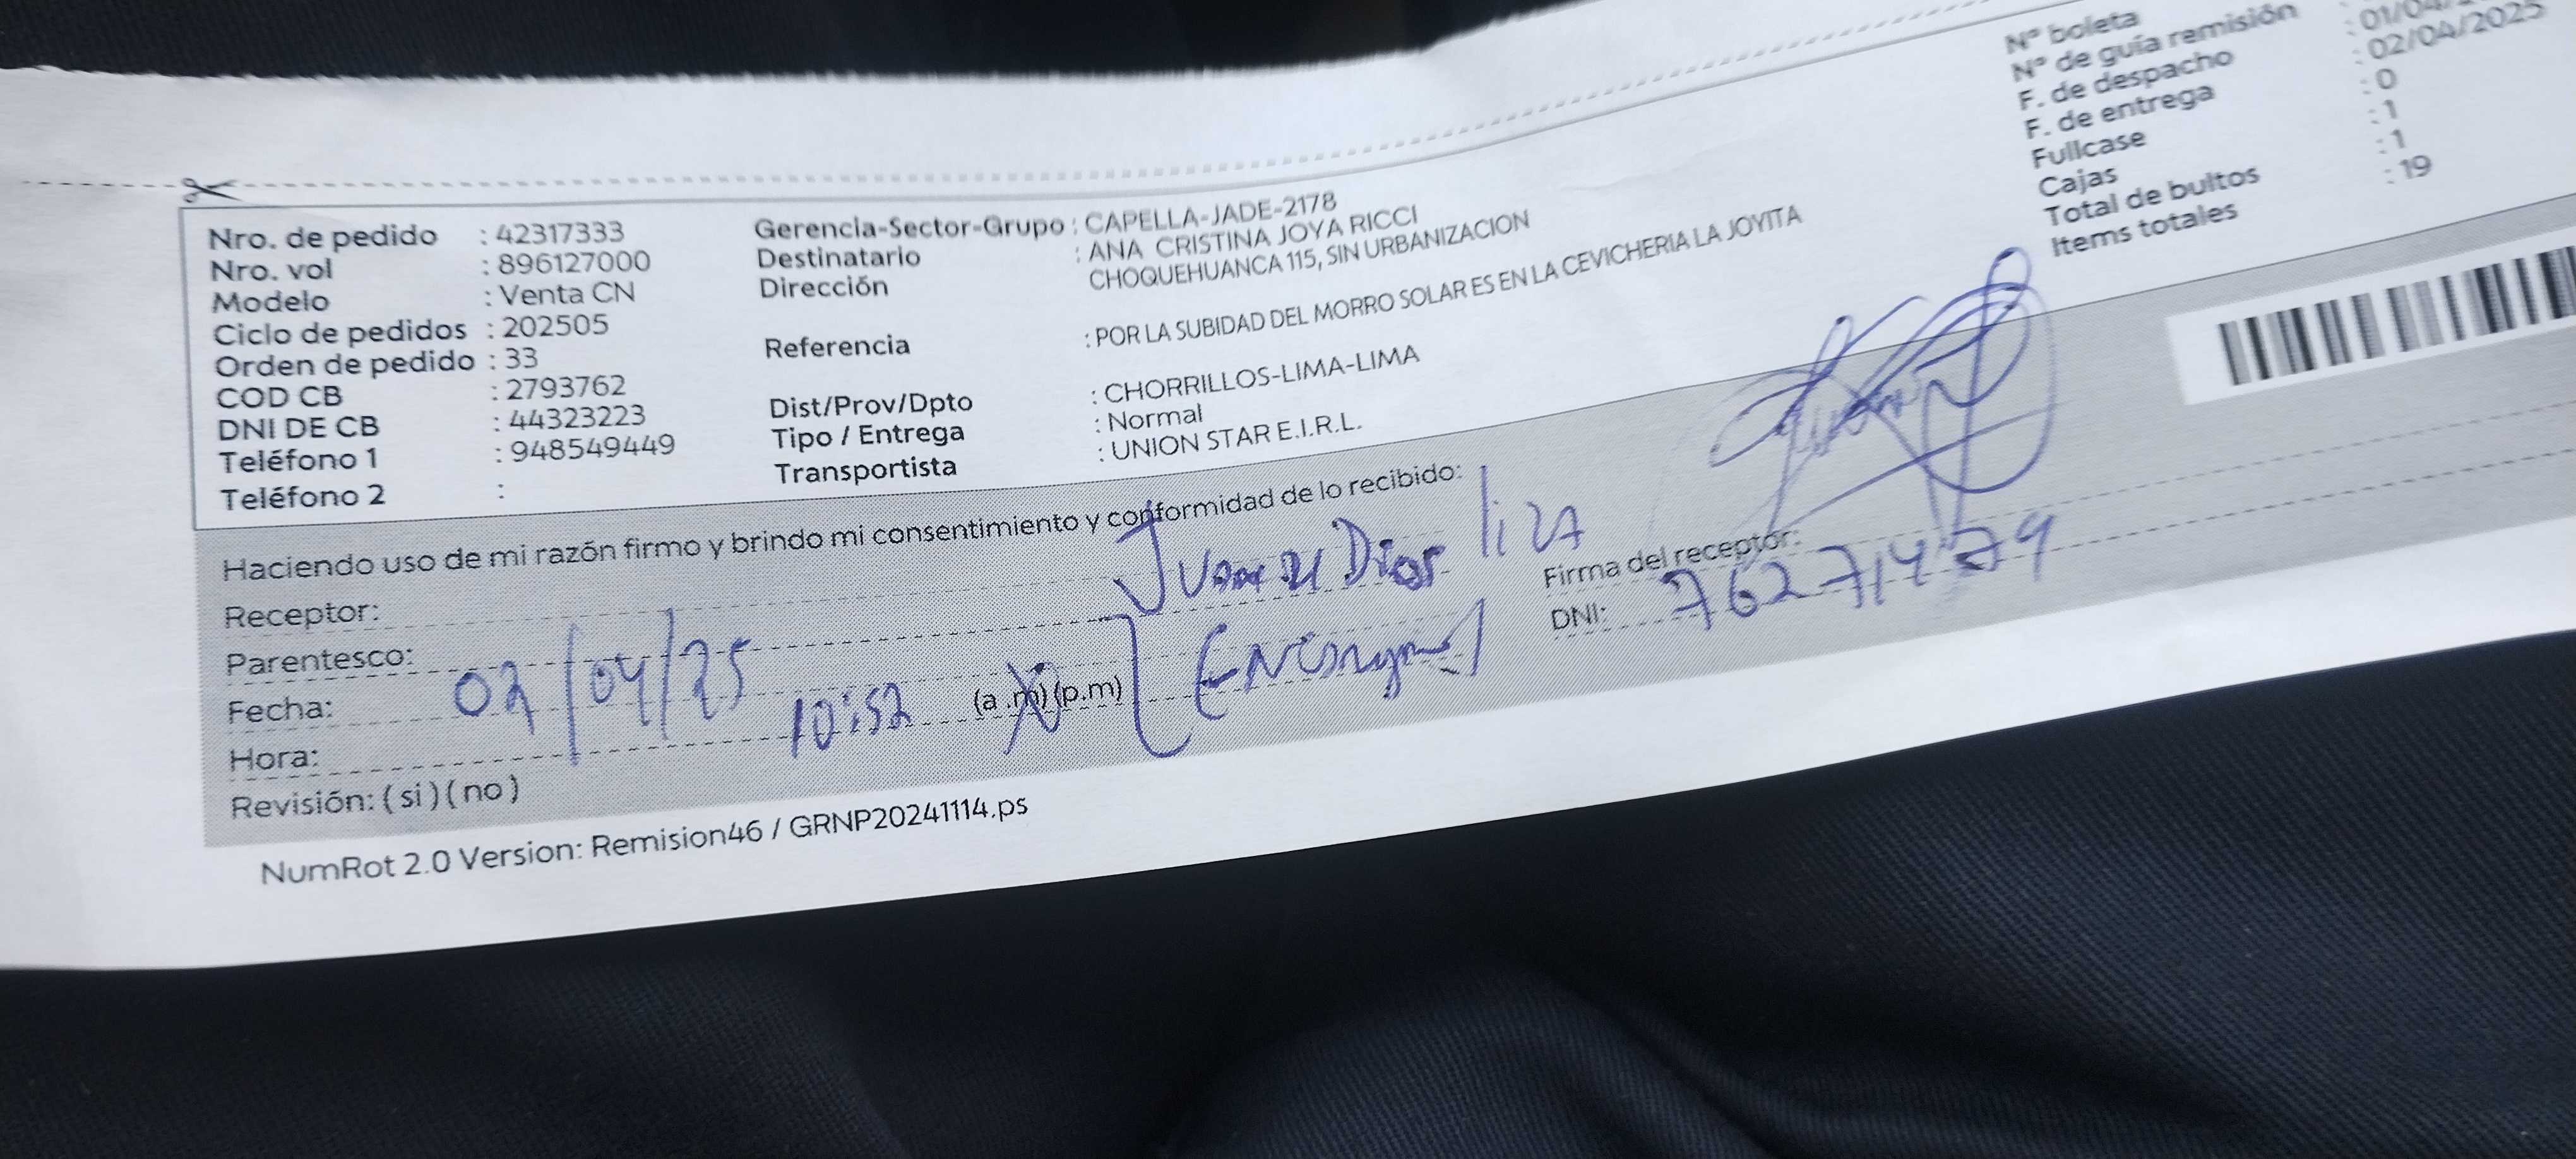 Nro. de pedido : 42317333
Nro. vol : 896127000
Modelo : Venta CN
Ciclo de pedidos : 202505
Orden de pedido : 33
COD CB : 2793762
DNI DE CB : 44323223
Teléfono 1 : 948549449
Teléfono 2 :
Gerencia-Sector-Grupo : CAPELLA-JADE-2178
Destinatario : ANA CRISTINA JOYA RICCI
Dirección CHOQUEHUANCA 115, SIN URBANIZACION
Referencia : POR LA SUBIDAD DEL MORRO SOLAR ES EN LA CEVICHERIA LA JOYITA
Dist/Prov/Dpto : CHORRILLOS-LIMA-LIMA
Tipo / Entrega : Normal
Transportista : UNION STAR E.I.R.L.
N° boleta
N° de guía remisión
F. de despacho : 01/04/
F. de entrega : 02/04/2025
Fullcase : 0
Cajas : 1
Total de bultos : 1
Items totales : 19
Haciendo uso de mi razón firmo y brindo mi consentimiento y conformidad de lo recibido:
Receptor: Dios
Parentesco:
Fecha: 02/04/25
Hora: 10:52 (a.m) (p.m)
Revisión: ( si ) ( no )
Firma del receptor:
DNI: 76271479
NumRot 2.0 Version: Remision46 / GRNP20241114.ps